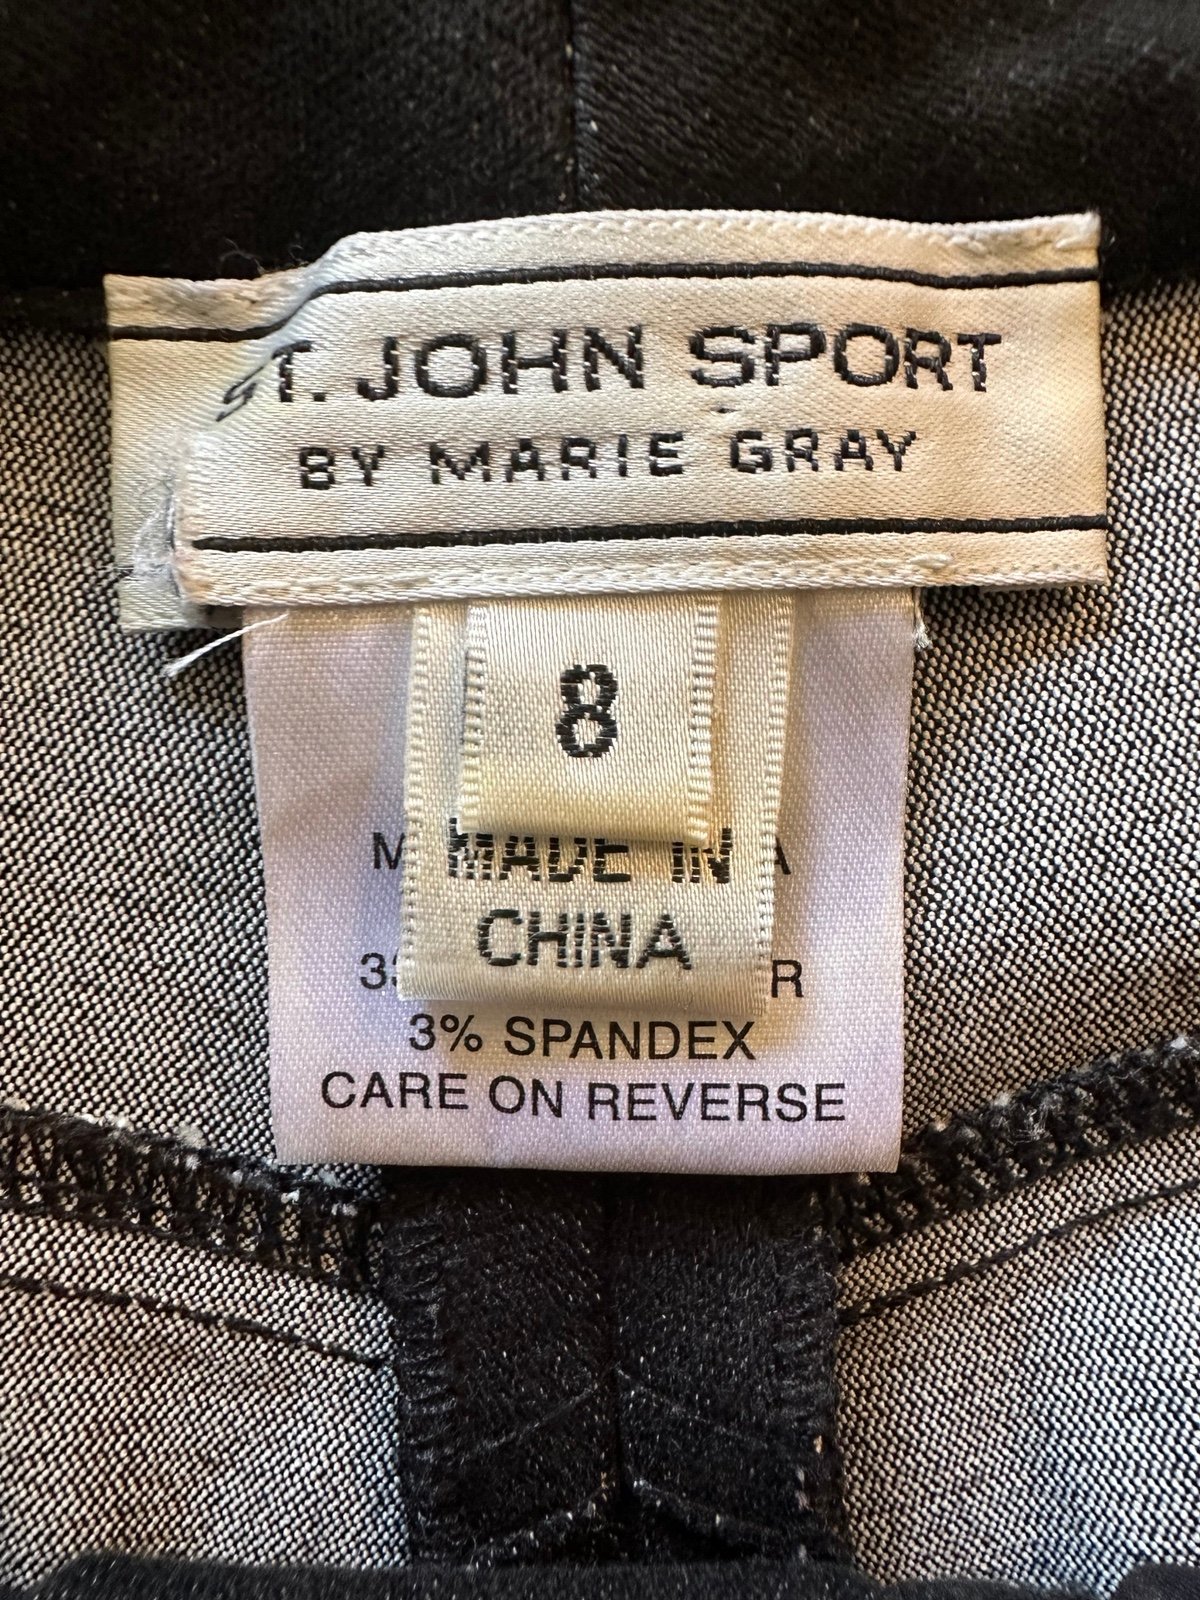 ST. JOHN SPORT
BY MARIE GRAY
8
MADE IN
CHINA
3% SPANDEX
CARE ON REVERSE